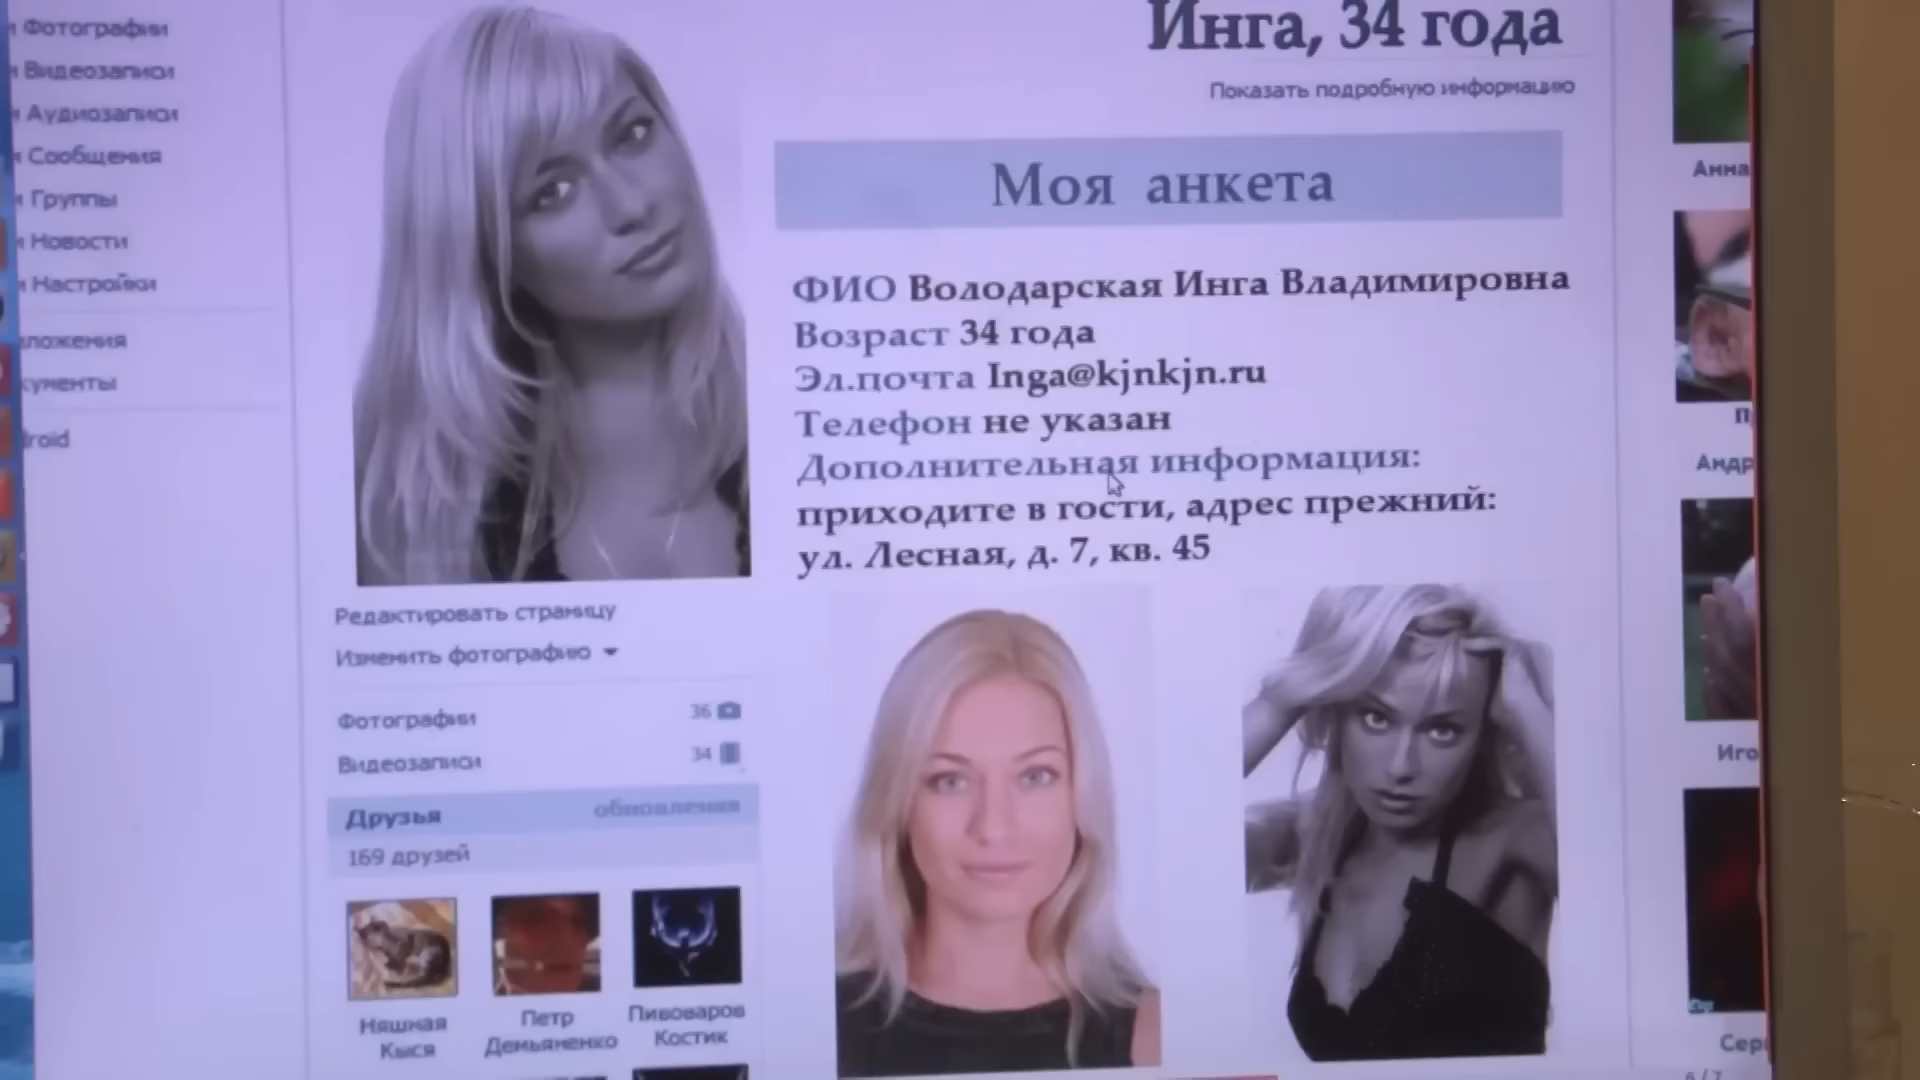 Фотографии
Видеозаписи
Аудиозаписи
Сообщения
Группы
Новости
Настройки
Инга, 34 года
Показать подробную информацию
Моя анкета
ФИО Володарская Инга Владимировна
Возраст 34 года
Эл.почта Inga@kjnkjn.ru
Телефон не указан
Дополнительная информация:
приходите в гости, адрес прежний:
ул. Лесная, д. 7, кв. 45
Редактировать страницу
Изменить фотографию
Фотографии 36
Видеозаписи 34
Друзья обновления
169 друзей
Няшная
Кыся
Петр
Демьяненко
Пивоваров
Костик
Анна